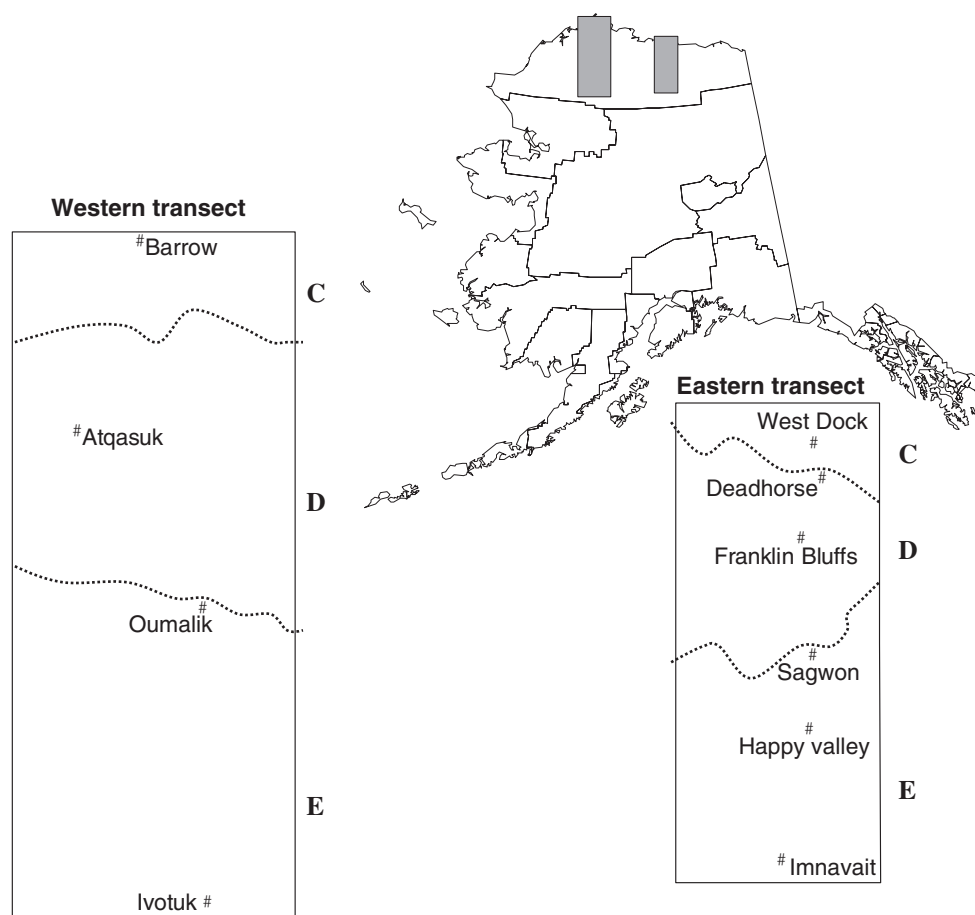 Western transect
#Barrow
C
#Atqasuk
D
#
Oumalik
E
Ivotuk #
Eastern transect
West Dock
#
C
Deadhorse#
#
Franklin Bluffs
D
#
Sagwon
#
Happy valley
E
#Imnavait